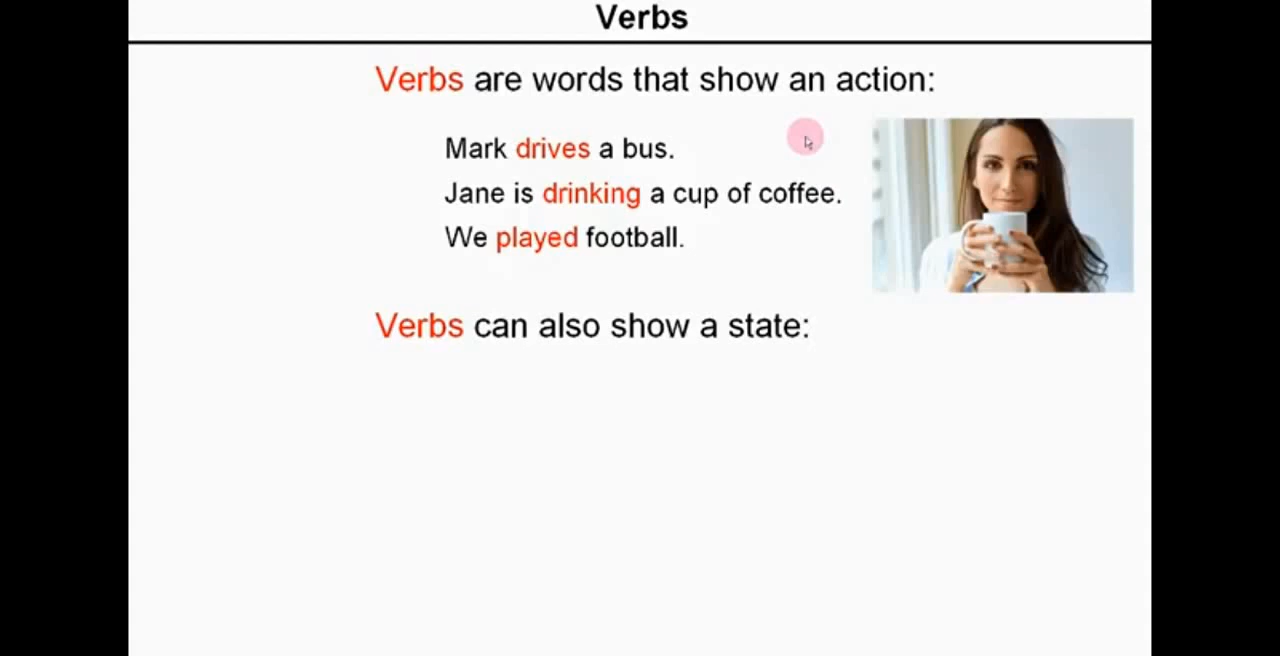 Verbs
Verbs are words that show an action:
Mark drives a bus.
Jane is drinking a cup of coffee.
We played football.
Verbs can also show a state: